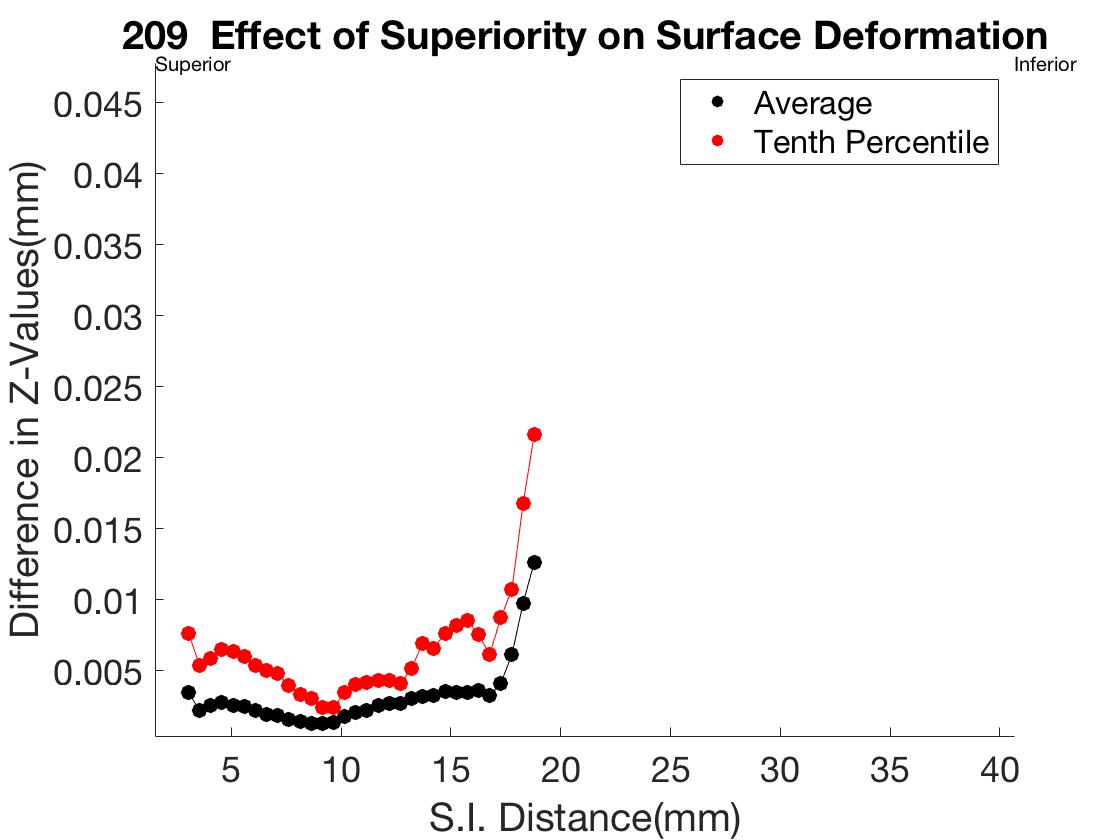 209  Effect of Superiority on Surface Deformation
Superior
Inferior
Average
Tenth Percentile
0.045
0.04
0.035
0.03
0.025
0.02
0.015
0.01
0.005
Difference in Z-Values(mm)
5 10 15 20 25 30 35 40
S.I. Distance(mm)